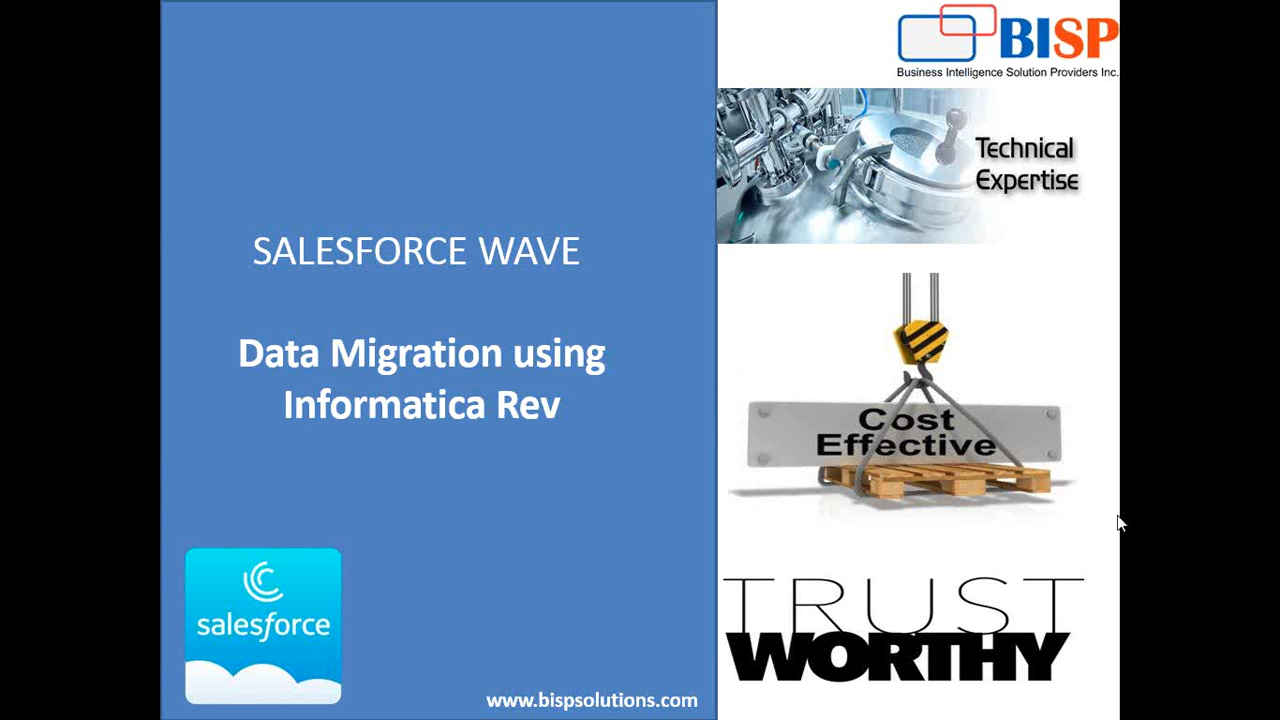 SALESFORCE WAVE
Data Migration using
Informatica Rev
salesforce
www.bispsolutions.com
BISP
Business Intelligence Solution Providers Inc.
Technical
Expertise
Cost
Effective
TRUST
WORTHY